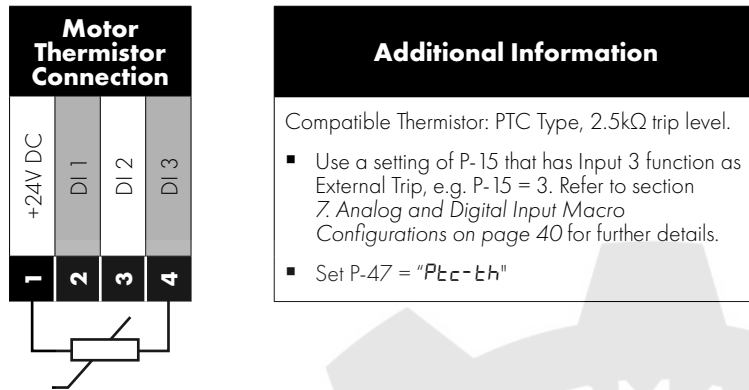 Motor
Thermistor
Connection
+24V DC
DI 1
DI 2
DI 3
1
2
3
4
Additional Information
Compatible Thermistor: PTC Type, 2.5kΩ trip level.
▪ Use a setting of P-15 that has Input 3 function as
External Trip, e.g. P-15 = 3. Refer to section
7. Analog and Digital Input Macro
Configurations on page 40 for further details.
▪ Set P-47 = "Ptc-th"